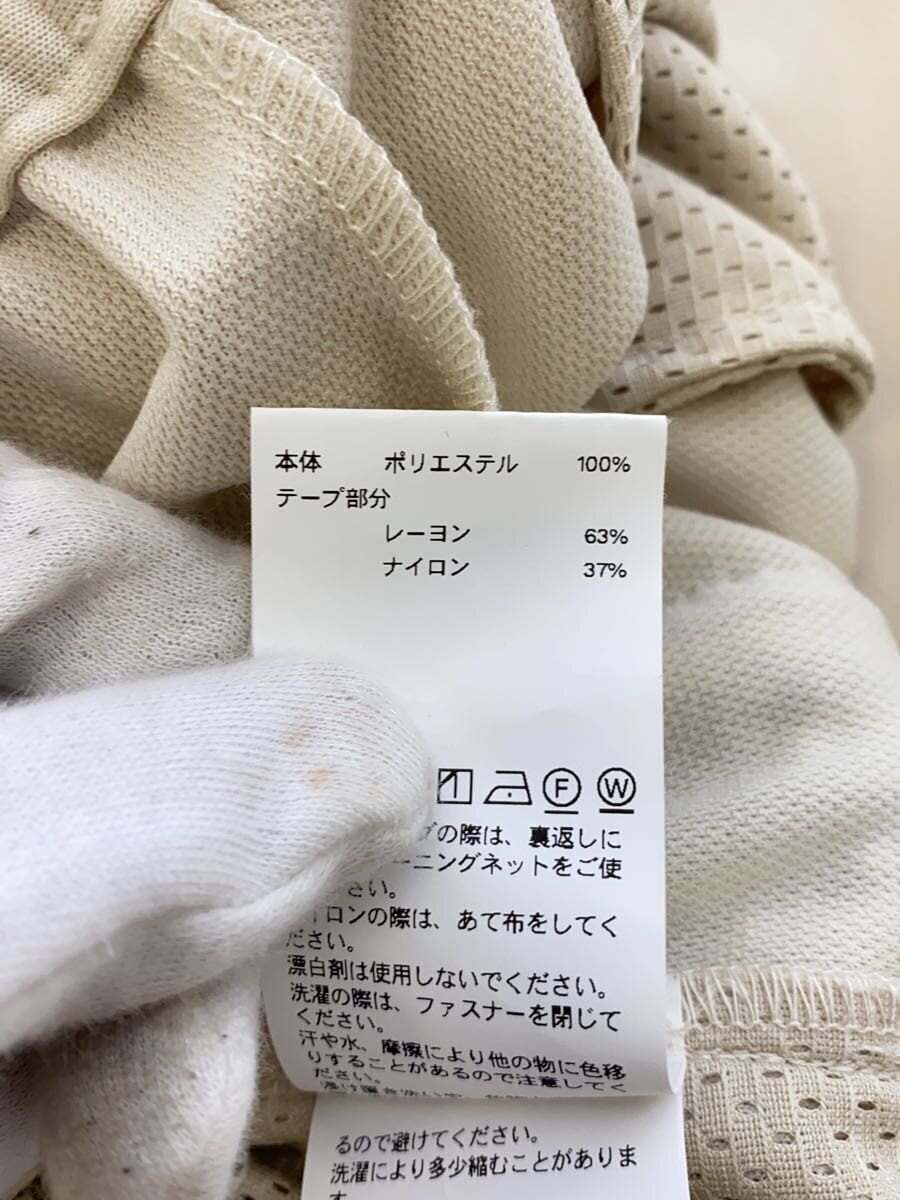 本体 ポリエステル 100%
テープ部分
レーヨン 63%
ナイロン 37%
F W
の際は、裏返しに
ーニングネットをご使
さい。
イロンの際は、あて布をしてく
ださい。
漂白剤は使用しないでください。
洗濯の際は、ファスナーを閉じて
ください。
汗や水、摩擦により他の物に色移
りすることがあるので注意してく
ださい。
るので避けてください。
洗濯により多少縮むことがありま
す。